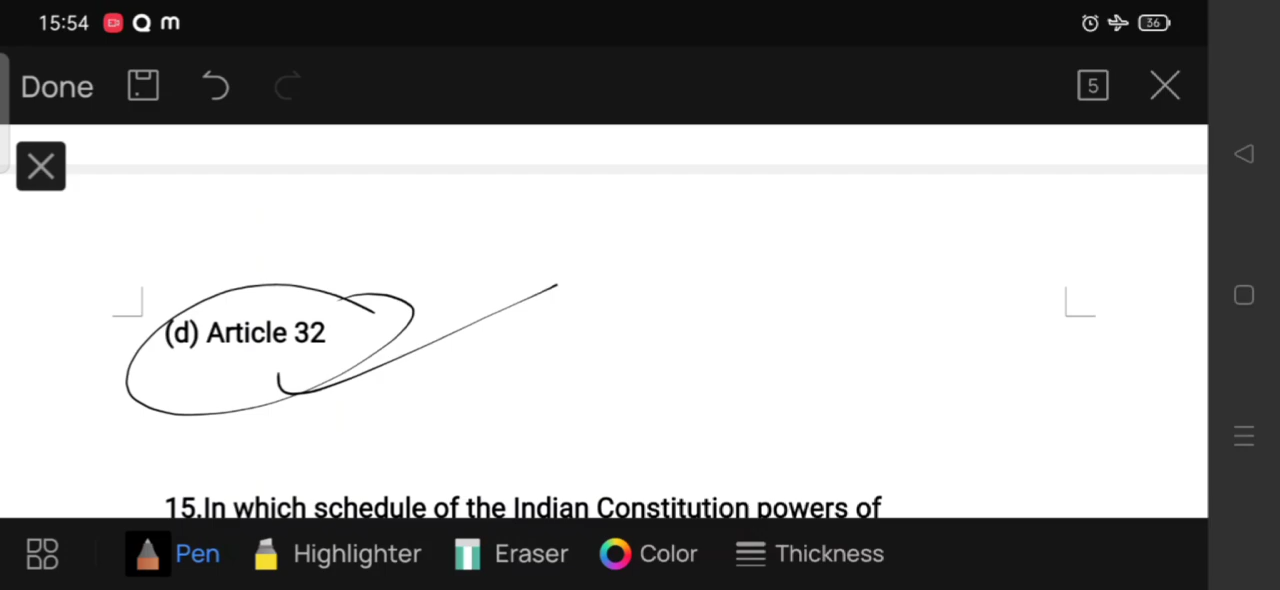 15:54 m 36
Done 5
(d) Article 32
15.In which schedule of the Indian Constitution powers of
Pen Highlighter Eraser Color Thickness